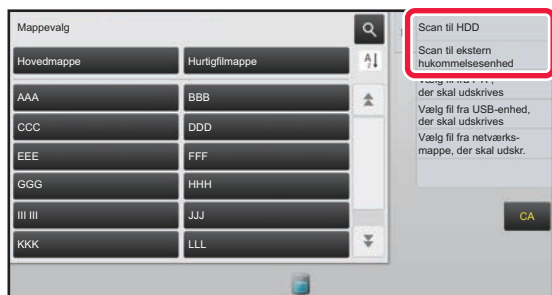 Mappevalg
Hovedmappe
Hurtigfilmappe
AAA
BBB
CCC
DDD
EEE
FFF
GGG
HHH
III III
JJJ
KKK
LLL
Scan til HDD
Scan til ekstern
hukommelsesenhed
der skal udskrives
Vælg fil fra USB-enhed,
der skal udskrives
Vælg fil fra netværks-
mappe, der skal udskr.
CA